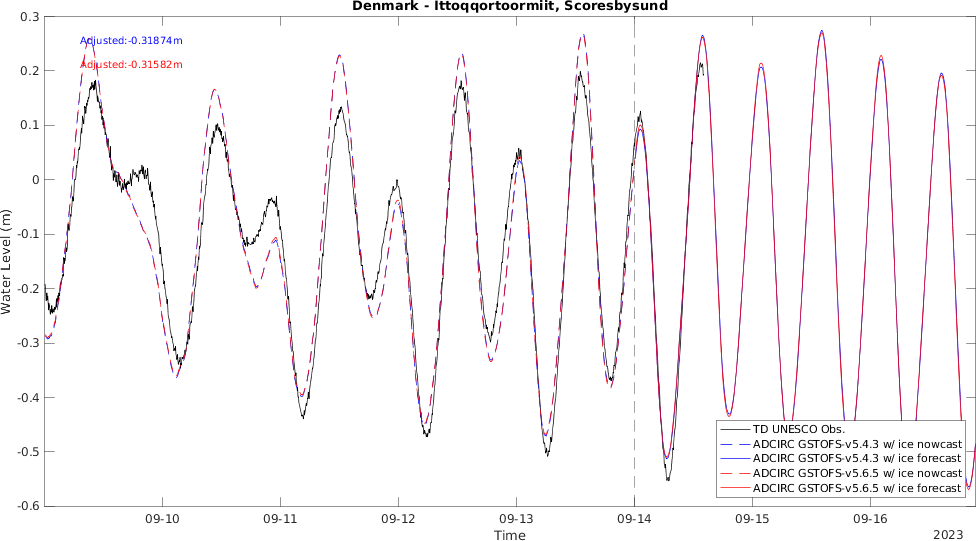 Denmark - Ittoqqortoormiit, Scoresbysund
Adjusted:-0.31874m
Adjusted:-0.31582m
Water Level (m)
0.3
0.2
0.1
0
-0.1
-0.2
-0.3
-0.4
-0.5
-0.6
TD UNESCO Obs.
ADCIRC GSTOFS-v5.4.3 w/ ice nowcast
ADCIRC GSTOFS-v5.4.3 w/ ice forecast
ADCIRC GSTOFS-v5.6.5 w/ ice nowcast
ADCIRC GSTOFS-v5.6.5 w/ ice forecast
09-10 09-11 09-12 09-13 09-14 09-15 09-16
Time
2023